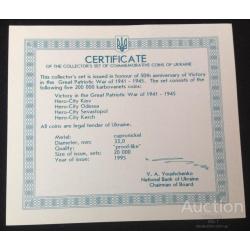 CERTIFICATE
OF THE COLLECTOR'S SET OF COMMEMORATIVE COINS OF UKRAINE
This collector's set is issued in honour of 50th anniversary of Victory
in the Great Patriotic War of 1941 - 1945. The set consists of the
following five 200 000 karbovanets coins:
Victory in the Great Patriotic War of 1941 - 1945
Hero-City Kiev
Hero-City Odessa
Hero-City Sevastopol
Hero-City Kerch
All coins are legal tender of Ukraine.
Metal: cupronickel
Diameter, mm: 33,0
Quality: "proof-like"
Size of issue, sets: 20 000
Year of issue: 1995
V. A. Youshchenko
National Bank of Ukraine
Chairman of Board
Auction